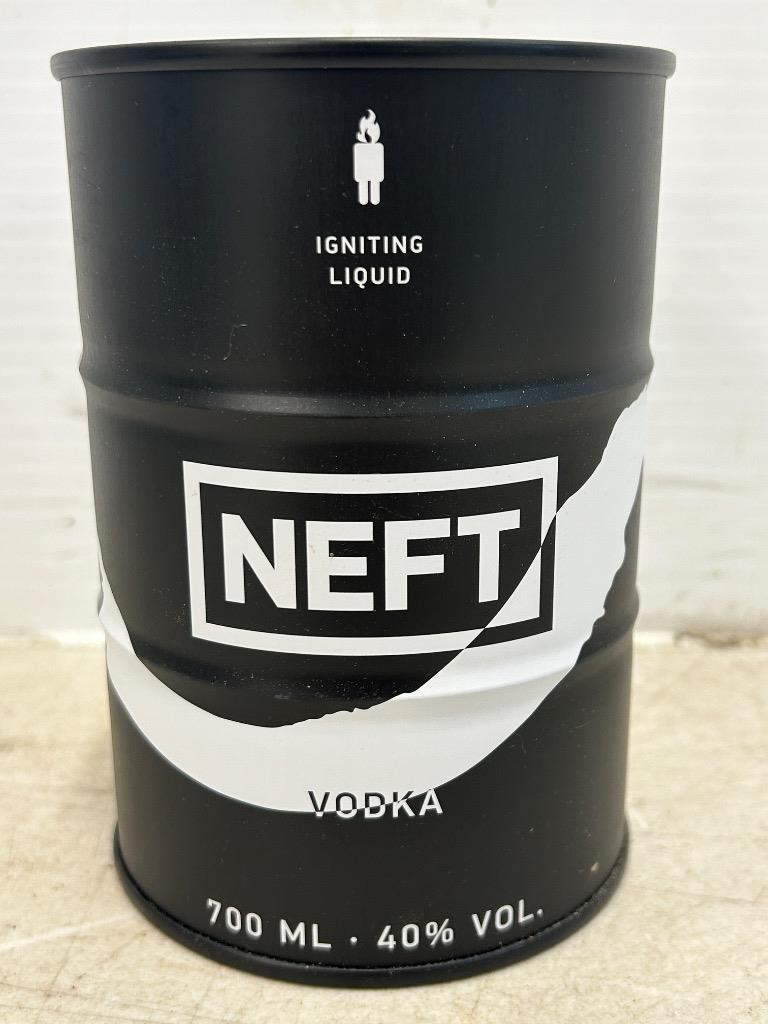 IGNITING
LIQUID
NEFT
VODKA
700 ML · 40% VOL.